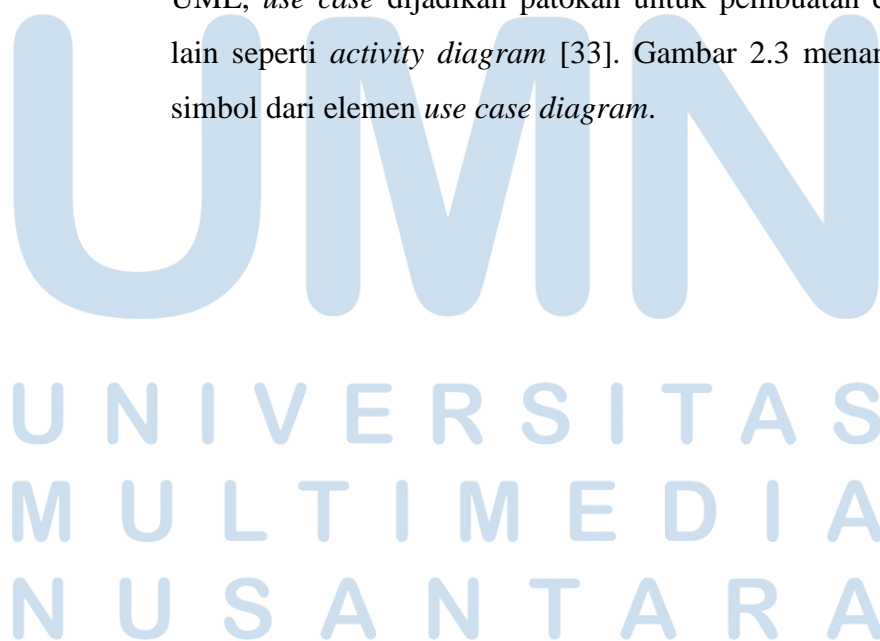 UML, use case dijadikan patokan untuk pembuatan
lain seperti activity diagram [33]. Gambar 2.3
simbol dari elemen use case diagram.
UMN
UNIVERSITAS
MULTIMEDIA
NUSANTARA